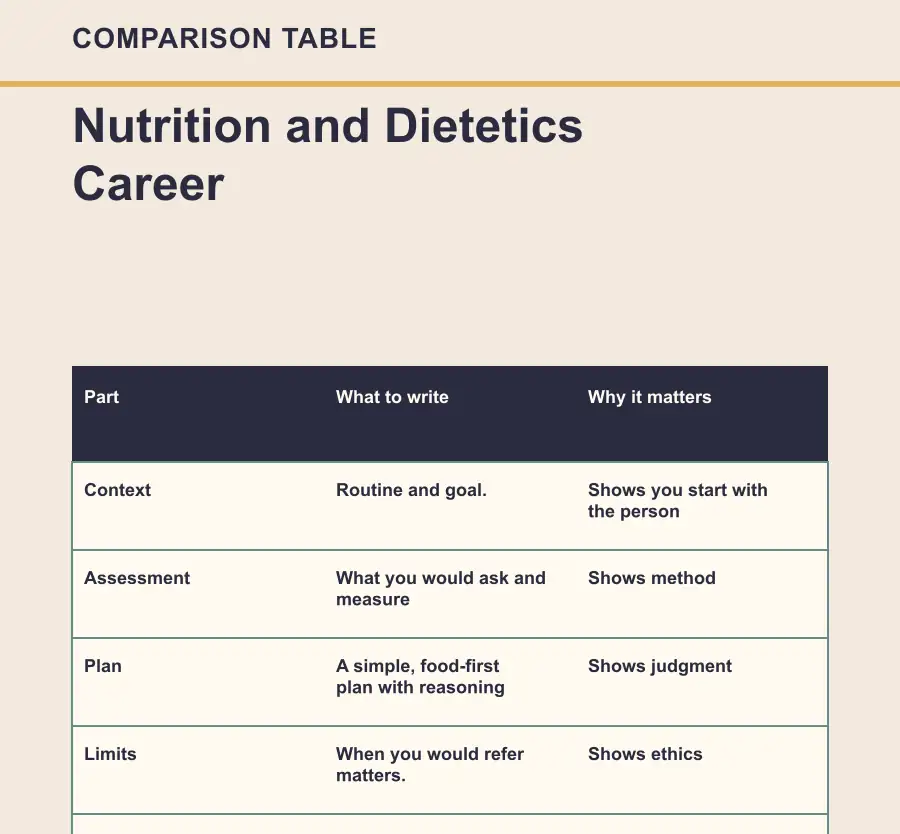 COMPARISON TABLE
Nutrition and Dietetics
Career
Part
What to write
Why it matters
Context
Routine and goal.
Shows you start with
the person
Assessment
What you would ask and
measure
Shows method
Plan
A simple, food-first
plan with reasoning
Shows judgment
Limits
When you would refer
matters.
Shows ethics